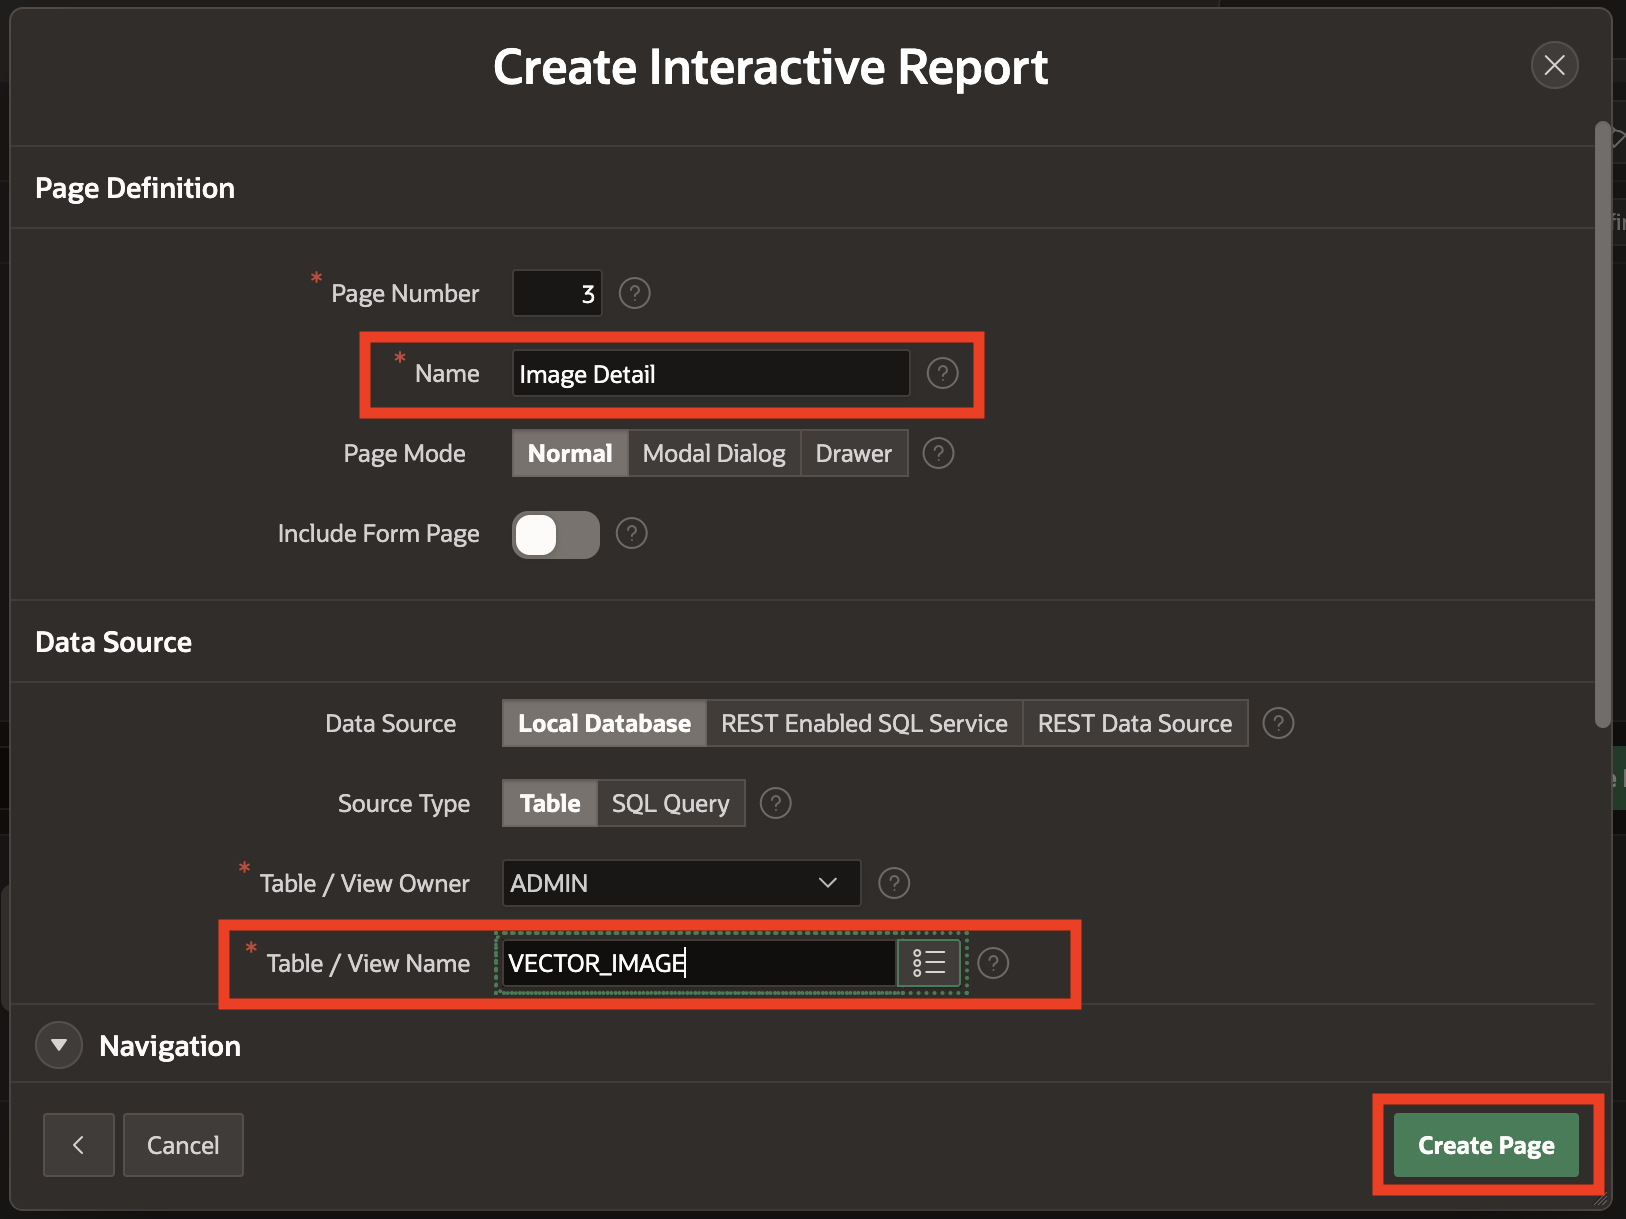 Create Interactive Report
Page Definition
* Page Number 3 ?
* Name Image Detail ?
Page Mode Normal Modal Dialog Drawer ?
Include Form Page ?
Data Source
Data Source Local Database REST Enabled SQL Service REST Data Source ?
Source Type Table SQL Query ?
* Table / View Owner ADMIN ?
* Table / View Name VECTOR_IMAGE ?
Navigation
Cancel Create Page